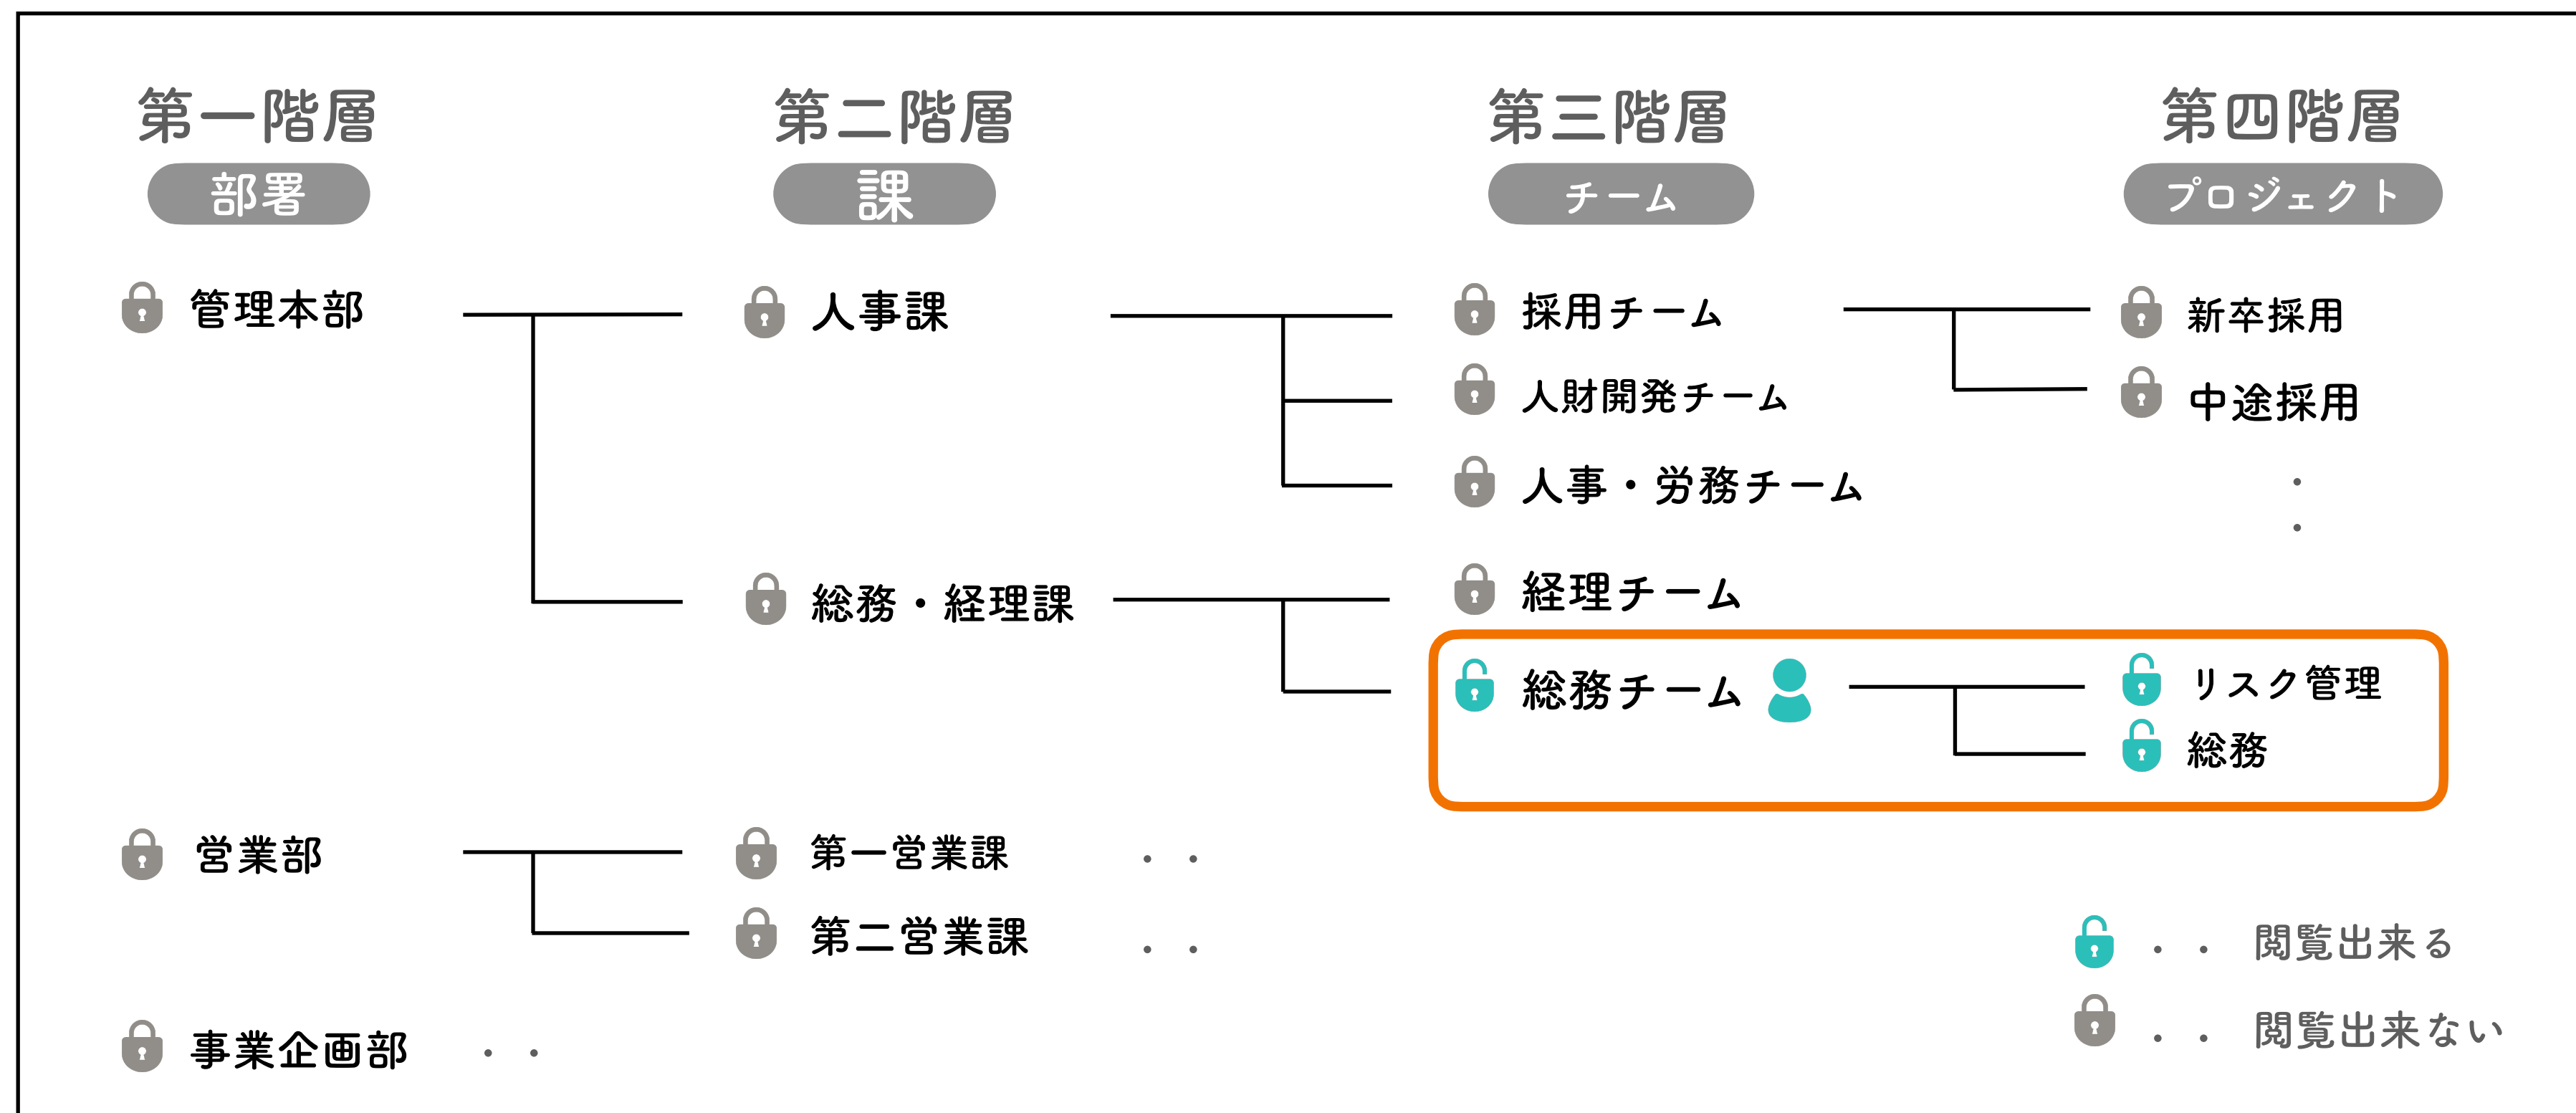 第一階層 第二階層 第三階層 第四階層
部署 課 チーム プロジェクト
管理本部 人事課 採用チーム 新卒採用
人財開発チーム 中途採用
人事・労務チーム
総務・経理課 経理チーム
総務チーム リスク管理
総務
営業部 第一営業課 ・・
第二営業課 ・・
・・ 閲覧出来る
・・ 閲覧出来ない
事業企画部 ・・